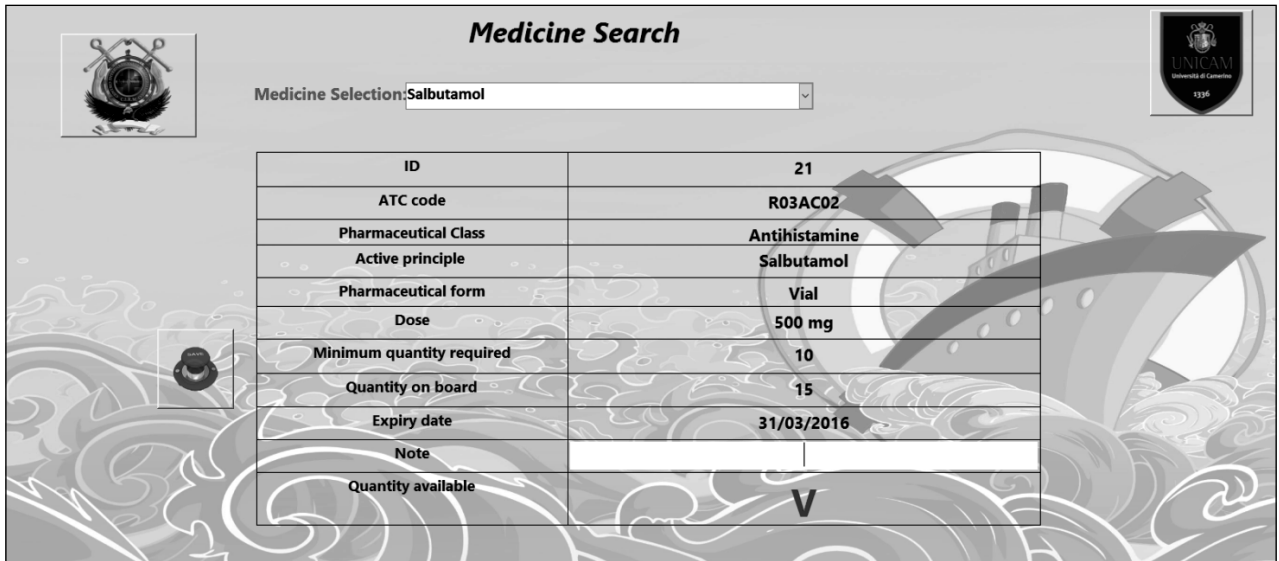 Medicine Search
UNICAM
Università di Camerino
1336
Medicine Selection: Salbutamol
ID 21
ATC code R03AC02
Pharmaceutical Class Antihistamine
Active principle Salbutamol
Pharmaceutical form Vial
Dose 500 mg
Minimum quantity required 10
Quantity on board 15
Expiry date 31/03/2016
Note
Quantity available V